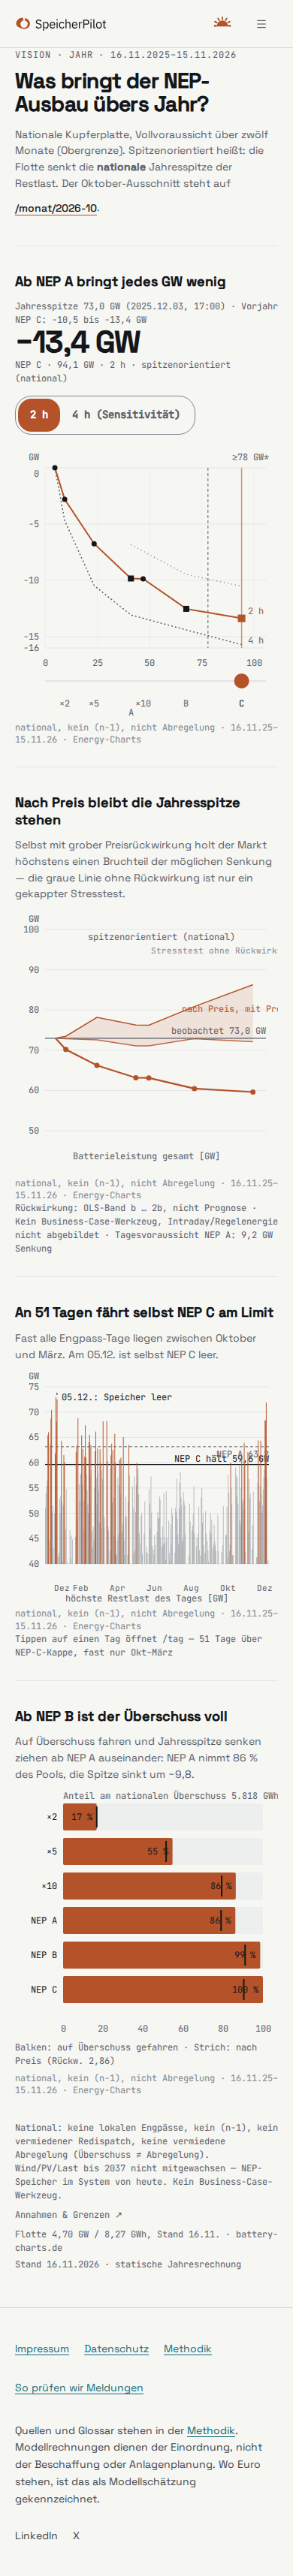 SpeicherPilot
VISION · JAHR · 16.11.2025–15.11.2026
Was bringt der NEP-
Ausbau übers Jahr?
Nationale Kupferplatte, Vollvoraussicht über zwölf
Monate (Obergrenze). Spitzenorientiert heißt: die
Flotte senkt die nationale Jahresspitze der
Restlast. Der Oktober-Ausschnitt steht auf
/monat/2026-10.
Ab NEP A bringt jedes GW wenig
Jahresspitze 73,0 GW (2025.12.03, 17:00) · Vorjahr
NEP C: -10,5 bis -13,4 GW
−13,4 GW
NEP C · 94,1 GW · 2 h · spitzenorientiert
(national)
2 h 4 h (Sensitivität)
GW ≥78 GW*
0
-5
-10
2 h
-15
4 h
-16
0 25 50 75 100
×2 ×5 ×10 B C
A
national, kein (n-1), nicht Abregelung · 16.11.25–
15.11.26 · Energy-Charts
Nach Preis bleibt die Jahresspitze
stehen
Selbst mit grober Preisrückwirkung holt der Markt
höchstens einen Bruchteil der möglichen Senkung
— die graue Linie ohne Rückwirkung ist nur ein
gekappter Stresstest.
GW
100
spitzenorientiert (national)
Stresstest ohne Rückwirk
90
80
nach Preis, mit
beobachtet 73,0 GW
70
60
50
Batterieleistung gesamt [GW]
national, kein (n-1), nicht Abregelung · 16.11.25–
15.11.26 · Energy-Charts
Rückwirkung: OLS-Band b … 2b, nicht Prognose ·
Kein Business-Case-Werkzeug, Intraday/Regelenergie
nicht abgebildet · Tagesvoraussicht NEP A: 9,2 GW
Senkung
An 51 Tagen fährt selbst NEP C am Limit
Fast alle Engpass-Tage liegen zwischen Oktober
und März. Am 05.12. ist selbst NEP C leer.
GW
75
05.12.: Speicher leer
70
65
NEP A
NEP C hält 59,6 GW
60
55
50
45
40
Dez Feb Apr Jun Aug Okt Dez
höchste Restlast des Tages [GW]
national, kein (n-1), nicht Abregelung · 16.11.25–
15.11.26 · Energy-Charts
Tippen auf einen Tag öffnet /tag — 51 Tage über
NEP-C-Kappe, fast nur Okt–März
Ab NEP B ist der Überschuss voll
Auf Überschuss fahren und Jahresspitze senken
ziehen ab NEP A auseinander: NEP A nimmt 86 %
des Pools, die Spitze sinkt um −9,8.
Anteil am nationalen Überschuss 5.818 GWh
×2 17 %
×5 55 %
×10 86 %
NEP A 86 %
NEP B 99 %
NEP C 100 %
0 20 40 60 80 100
Balken: auf Überschuss gefahren · Strich: nach
Preis (Rückw. 2,86)
national, kein (n-1), nicht Abregelung · 16.11.25–
15.11.26 · Energy-Charts
National: keine lokalen Engpässe, kein (n-1), kein
vermiedener Redispatch, keine vermiedene
Abregelung (Überschuss ≠ Abregelung).
Wind/PV/Last bis 2037 nicht mitgewachsen — NEP-
Speicher im System von heute. Kein Business-Case-
Werkzeug.
Annahmen & Grenzen ↗
Flotte 4,70 GW / 8,27 GWh, Stand 16.11. · battery-
charts.de
Stand 16.11.2026 · statische Jahresrechnung
Impressum Datenschutz Methodik
So prüfen wir Meldungen
Quellen und Glossar stehen in der Methodik.
Modellrechnungen dienen der Einordnung, nicht
der Beschaffung oder Anlagenplanung. Wo Euro
stehen, ist das als Modellschätzung
gekennzeichnet.
LinkedIn X